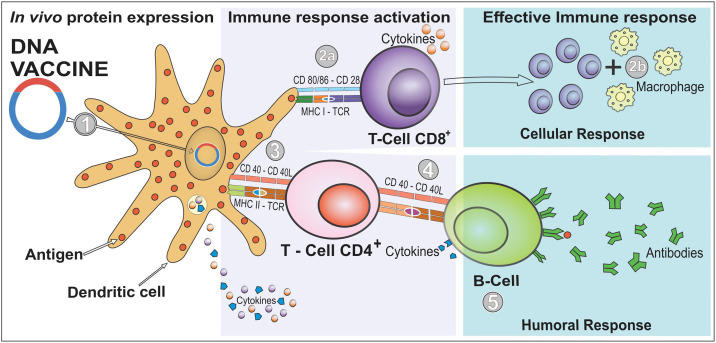 In vivo protein expression
Immune response activation
Effective Immune response
DNA
VACCINE
1
2a
Cytokines
CD 80/86 - CD 28
MHC I - TCR
T-Cell CD8+
2b
Macrophage
Cellular Response
3
CD 40 - CD 40L
MHC II - TCR
4
CD 40 - CD 40L
T - Cell CD4+
Cytokines
Antigen
Dendritic cell
Cytokines
B-Cell
5
Antibodies
Humoral Response